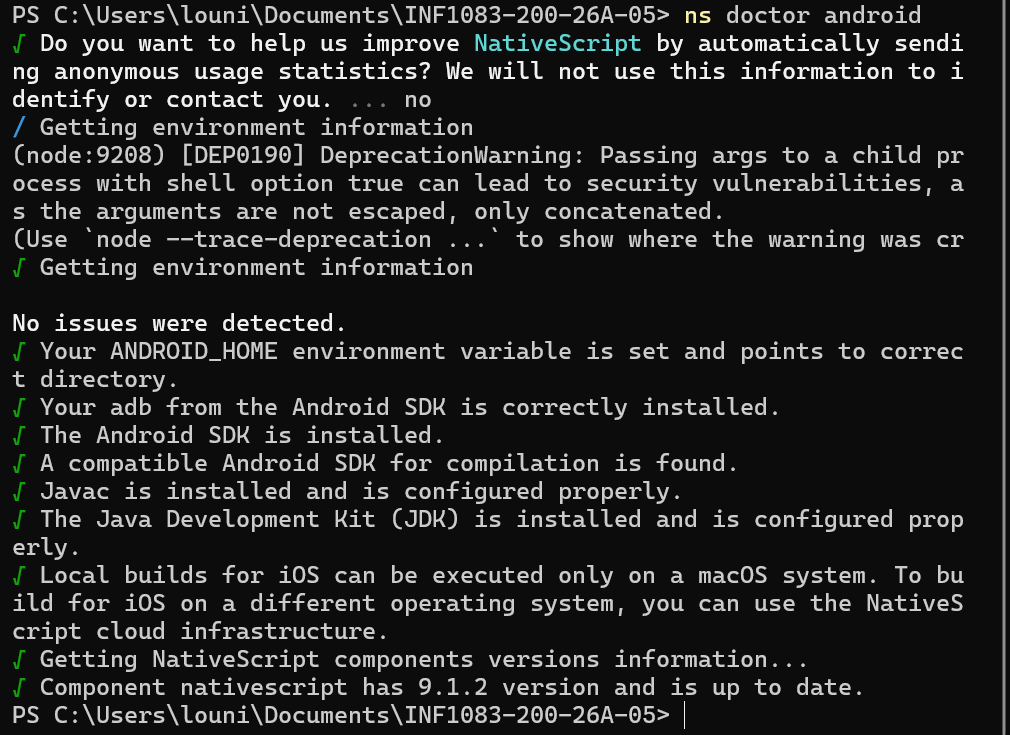 PS C:\Users\louni\Documents\INF1083-200-26A-05> ns doctor android
√ Do you want to help us improve NativeScript by automatically sendi
ng anonymous usage statistics? We will not use this information to i
dentify or contact you. ... no
/ Getting environment information
(node:9208) [DEP0190] DeprecationWarning: Passing args to a child pr
ocess with shell option true can lead to security vulnerabilities, a
s the arguments are not escaped, only concatenated.
(Use `node --trace-deprecation ...` to show where the warning was cr
√ Getting environment information

No issues were detected.
√ Your ANDROID_HOME environment variable is set and points to correc
t directory.
√ Your adb from the Android SDK is correctly installed.
√ The Android SDK is installed.
√ A compatible Android SDK for compilation is found.
√ Javac is installed and is configured properly.
√ The Java Development Kit (JDK) is installed and is configured prop
erly.
√ Local builds for iOS can be executed only on a macOS system. To bu
ild for iOS on a different operating system, you can use the NativeS
cript cloud infrastructure.
√ Getting NativeScript components versions information...
√ Component nativescript has 9.1.2 version and is up to date.
PS C:\Users\louni\Documents\INF1083-200-26A-05>